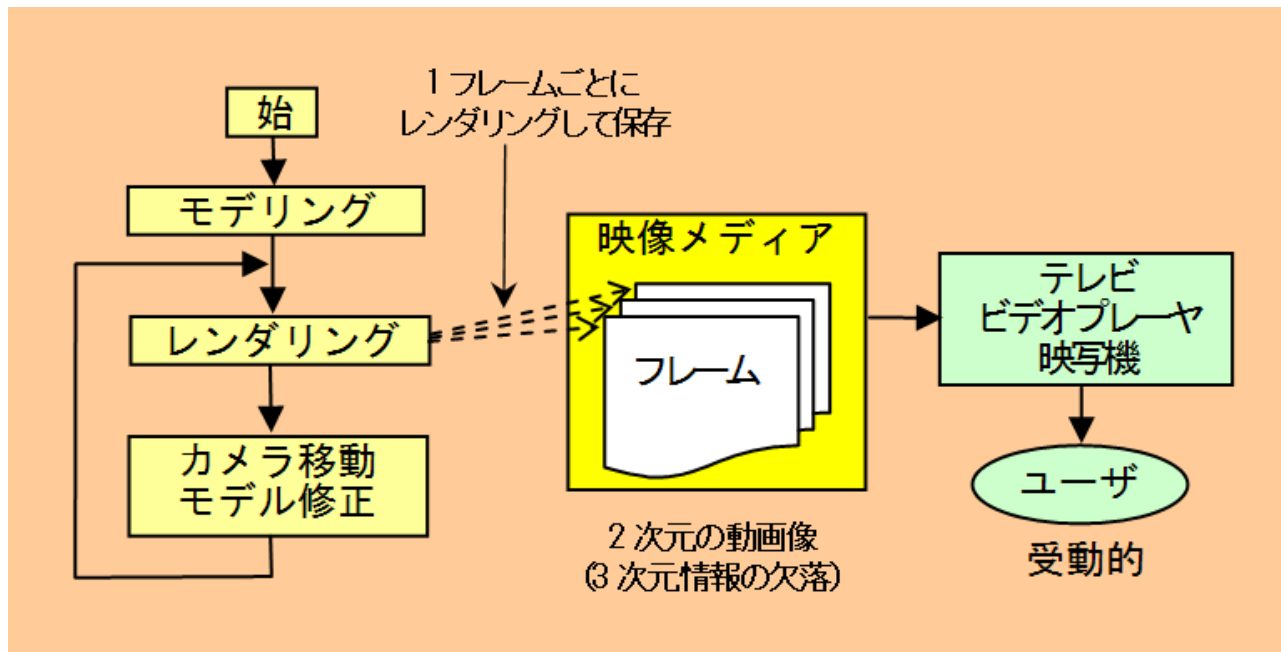 1フレームごとに
レンダリングして保存
始
モデリング
レンダリング
カメラ移動
モデル修正
映像メディア
フレーム
2次元の動画像
(3次元情報の欠落)
テレビ
ビデオプレーヤ
映写機
ユーザ
受動的